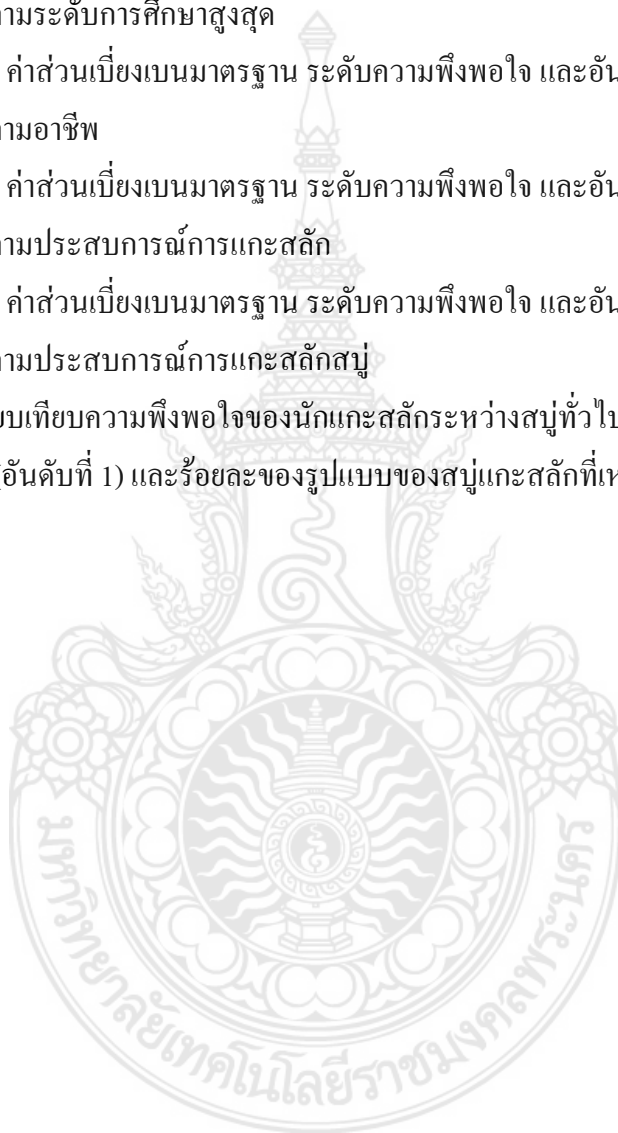 ตามระดับการศึกษาสูงสุด
ค่าส่วนเบี่ยงเบนมาตรฐาน ระดับความพึงพอใจ และอัน
ตามอาชีพ
ค่าส่วนเบี่ยงเบนมาตรฐาน ระดับความพึงพอใจ และอัน
ตามประสบการณ์การแกะสลัก
ค่าส่วนเบี่ยงเบนมาตรฐาน ระดับความพึงพอใจ และอัน
ตามประสบการณ์การแกะสลักสบู่
ยบเทียบความพึงพอใจของนักแกะสลักระหว่างสบู่ทั่วไป
(อันดับที่ 1) และร้อยละของรูปแบบของสบู่แกะสลักที่เห
มหาวิทยาลัยเทคโนโลยีราชมงคลพระนคร